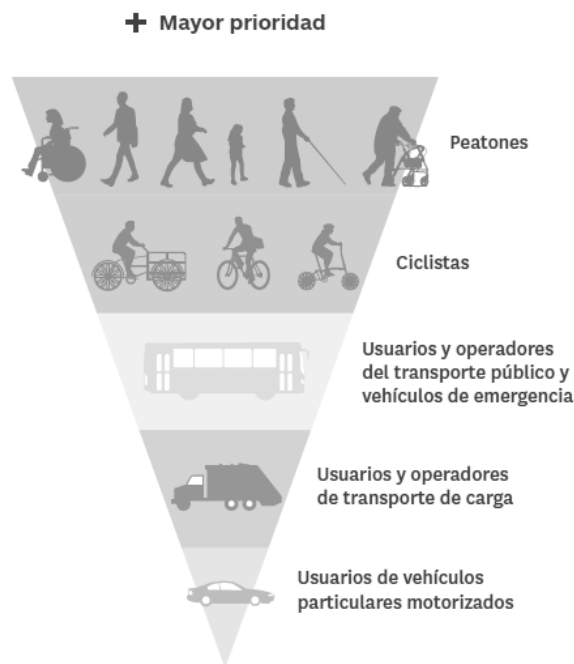 + Mayor prioridad
Peatones
Ciclistas
Usuarios y operadores
del transporte público y
vehículos de emergencia
Usuarios y operadores
de transporte de carga
Usuarios de vehículos
particulares motorizados